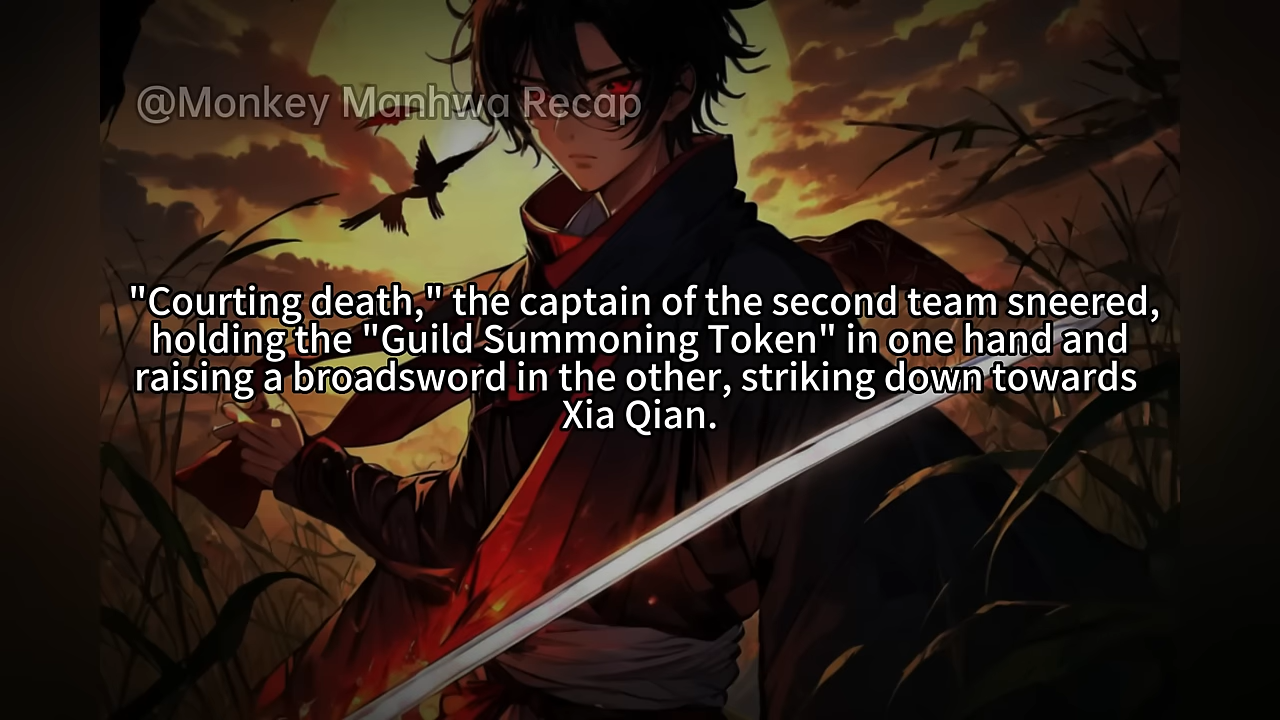 @Monkey Manhwa Recap
"Courting death," the captain of the second team sneered,
holding the "Guild Summoning Token" in one hand and
raising a broadsword in the other, striking down towards
Xia Qian.